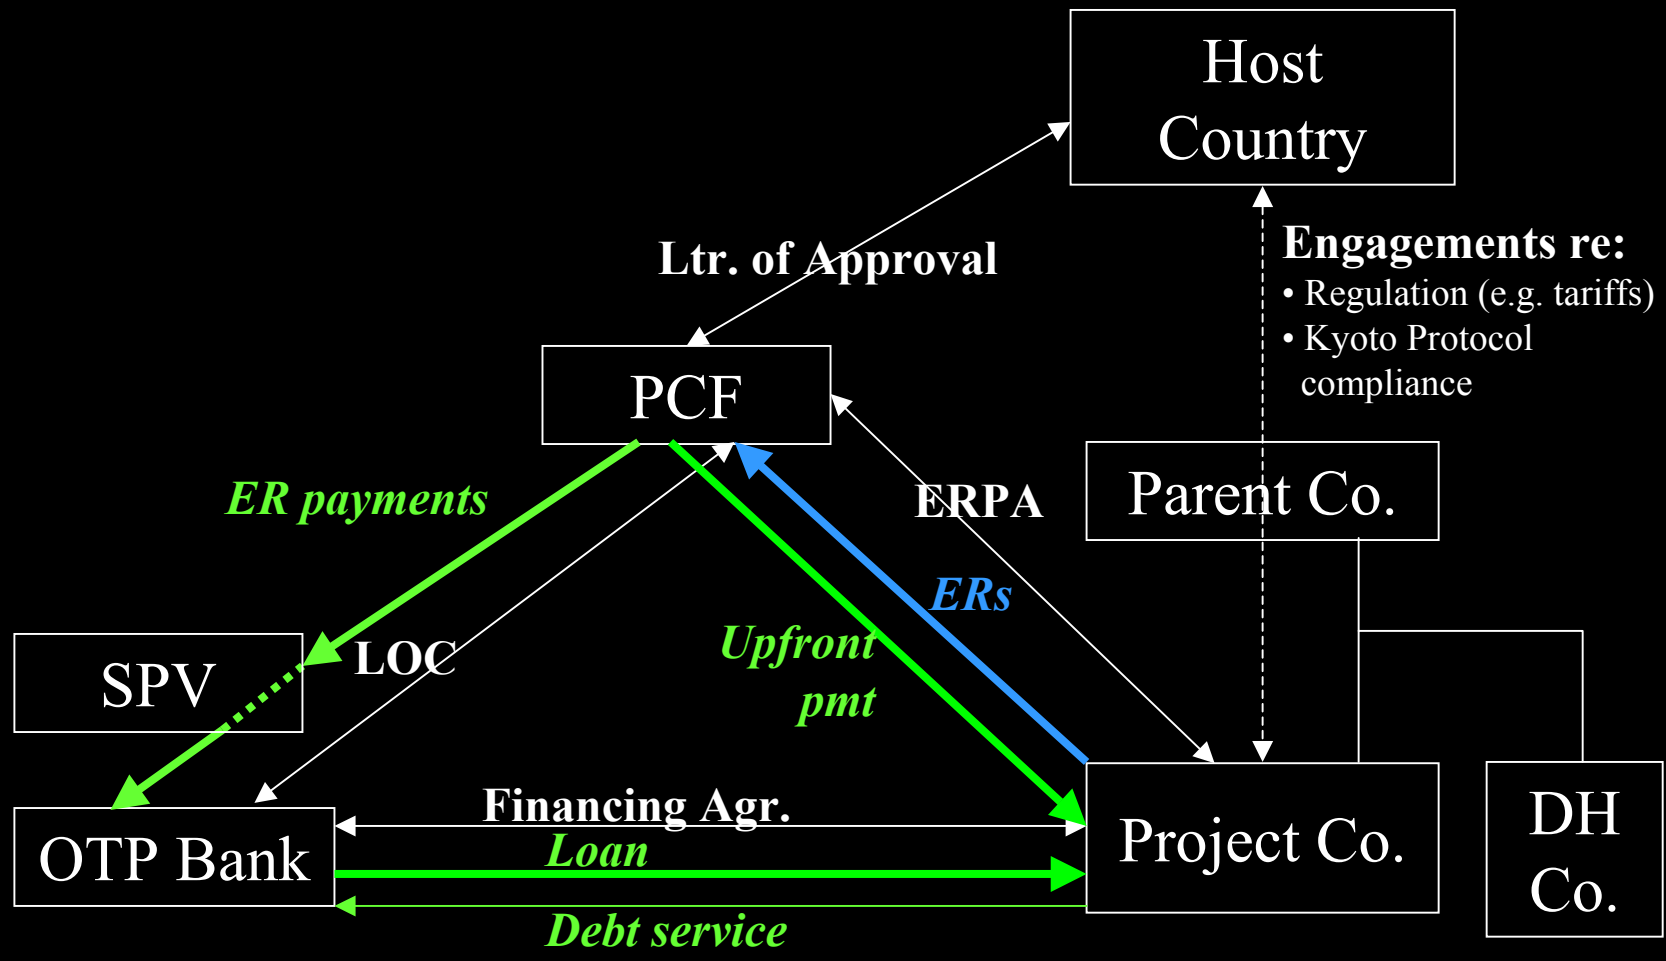 Host
Country
Ltr. of Approval
Engagements re:
• Regulation (e.g. tariffs)
• Kyoto Protocol
compliance
PCF
Parent Co.
ER payments
ERPA
ERs
Upfront
pmt
SPV
LOC
Financing Agr.
Loan
OTP Bank
Project Co.
DH
Co.
Debt service